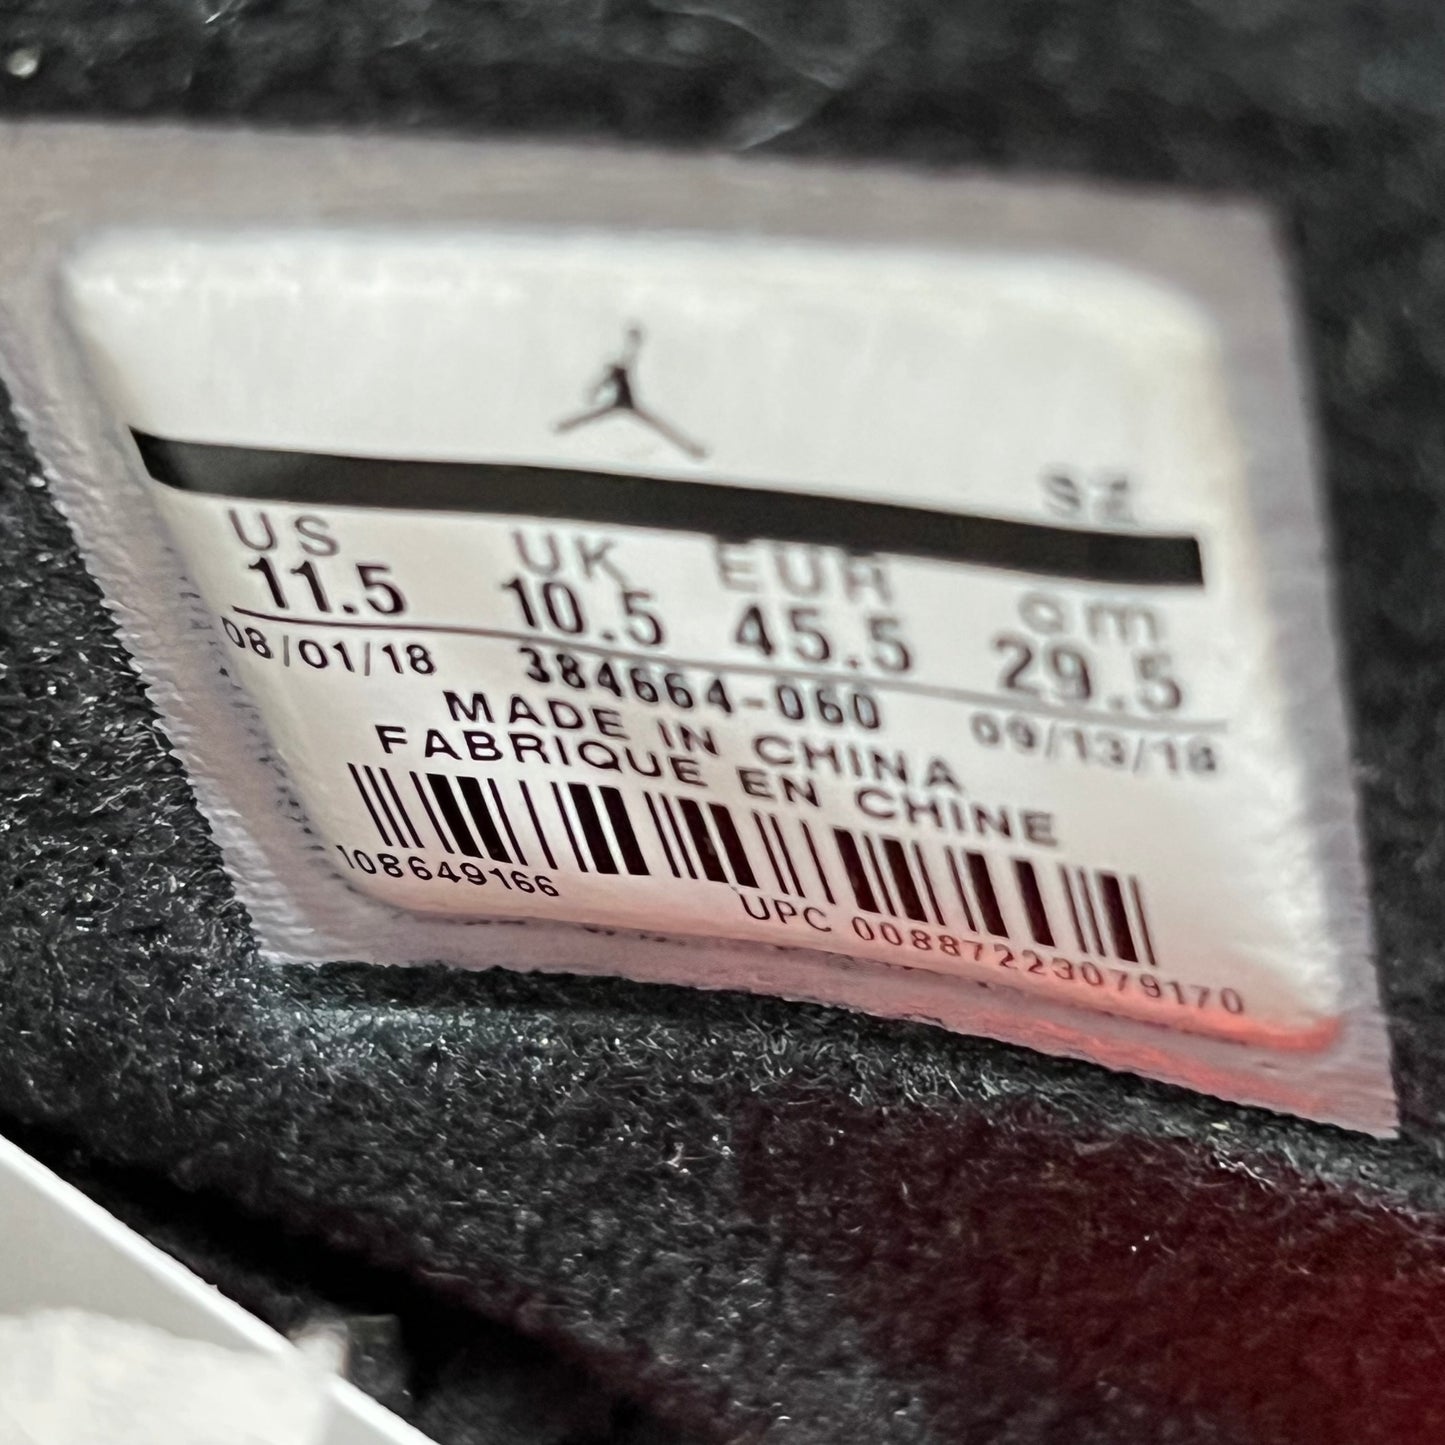 SZ
US UK EUR cm
11.5 10.5 45.5 29.5
08/01/18 384664-060 09/13/18
MADE IN CHINA
FABRIQUE EN CHINE
108649166
UPC 00887223079170